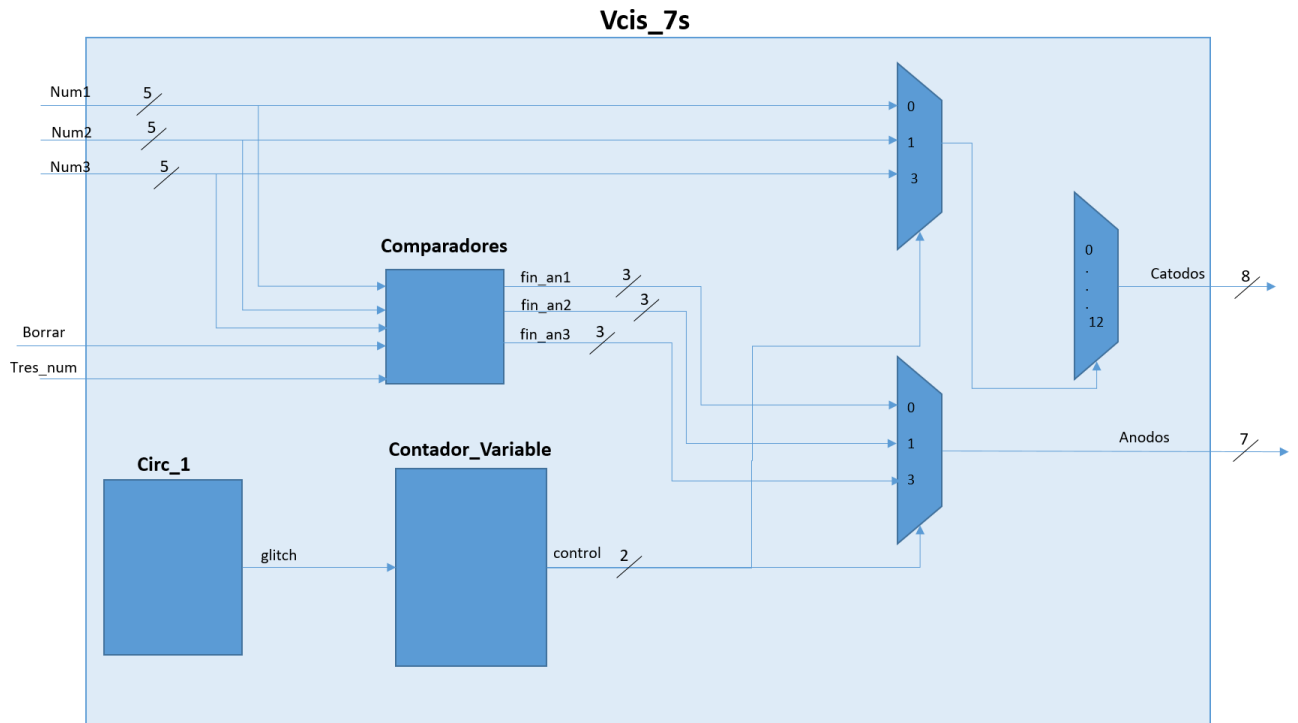 Vcis_7s
Num1
5
Num2
5
Num3
5
0
1
3
Comparadores
fin_an1
3
fin_an2
3
fin_an3
3
Borrar
Tres_num
0
.
.
.
12
Catodos
8
0
1
3
Anodos
7
Circ_1
glitch
Contador_Variable
control
2